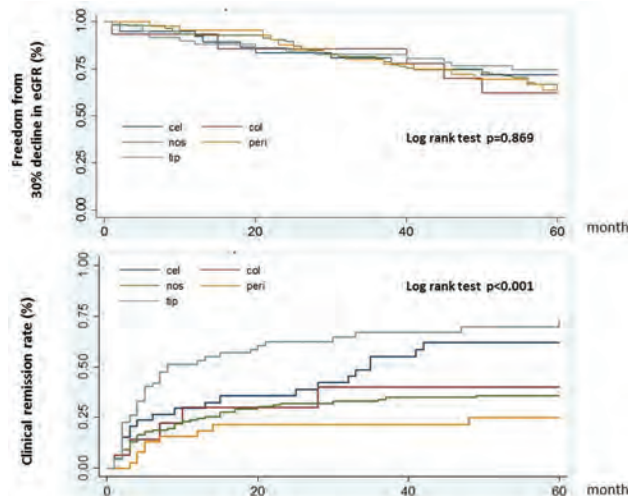 Freedom from
30% decline in eGFR (%)
1.00
0.75
0.50
0.25
0.00
cel
col
nos
peri
tip
Log rank test p=0.869
0
20
40
60
month
Clinical remission rate (%)
1.00
0.75
0.50
0.25
0.00
cel
col
nos
peri
tip
Log rank test p<0.001
0
20
40
60
month